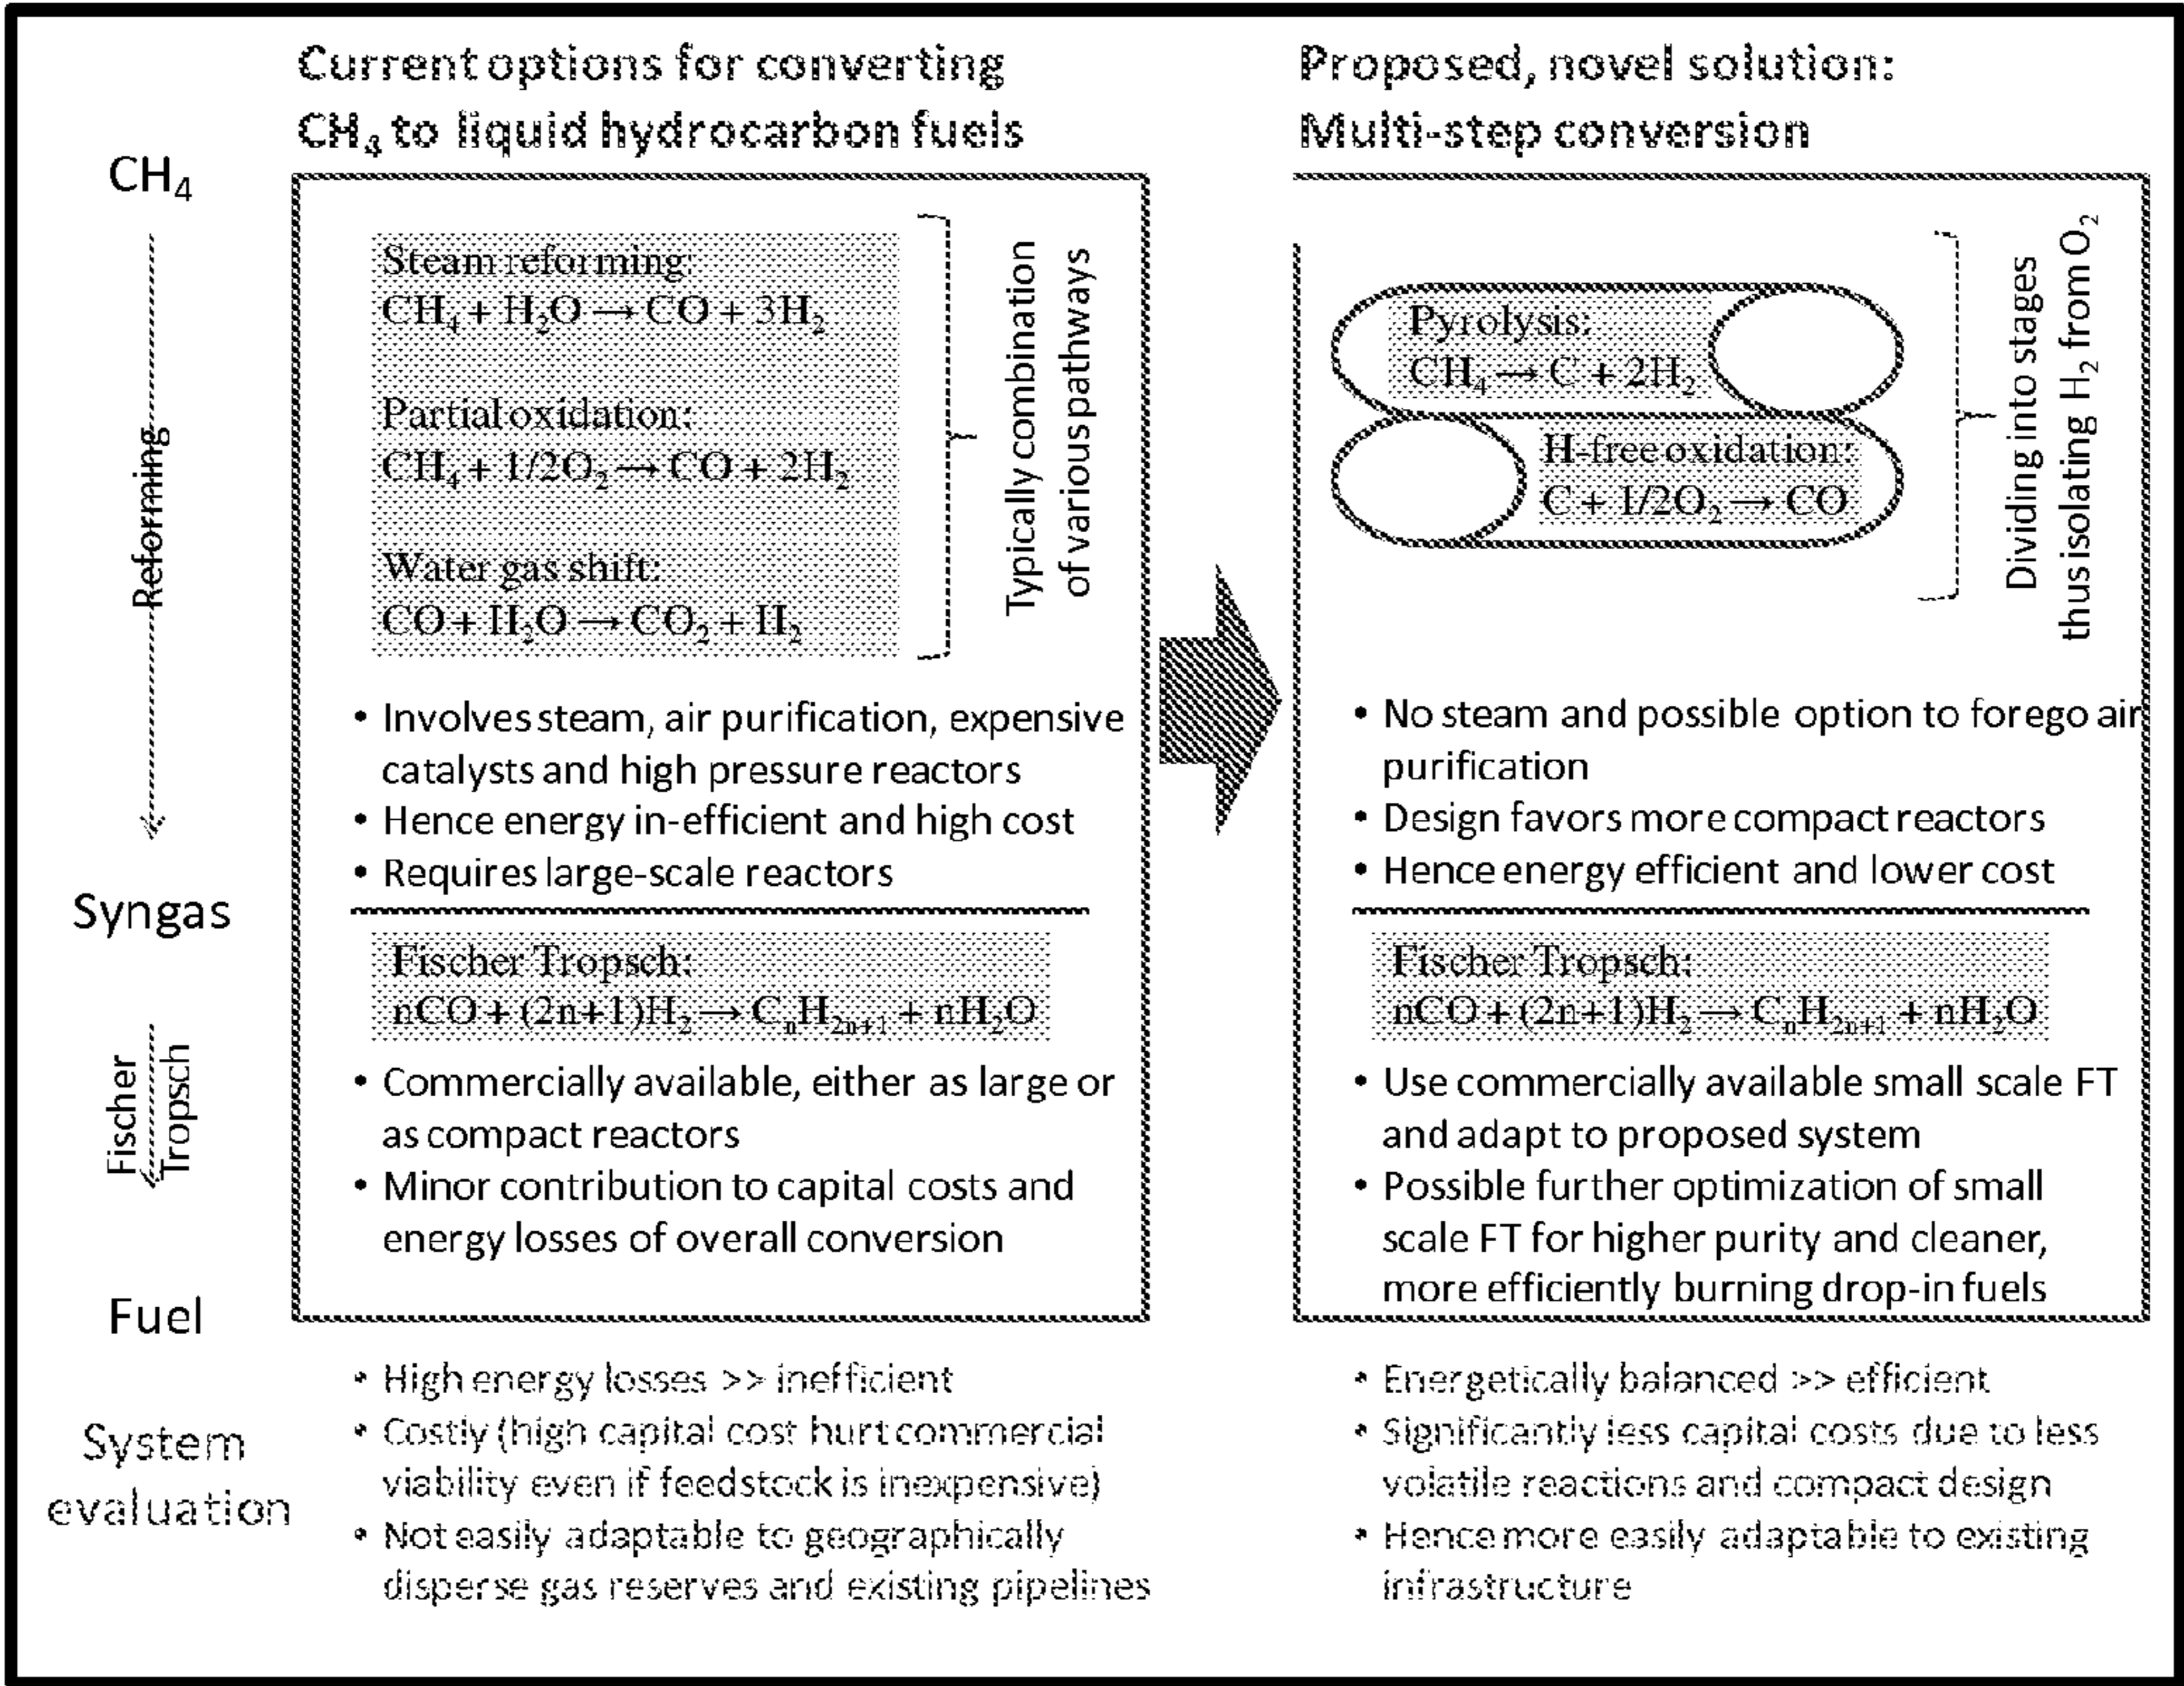 Current options for converting
CH₄ to liquid hydrocarbon fuels
Proposed, novel solution:
Multi-step conversion
CH₄
Reforming
Syngas
Fischer
Tropsch
Fuel
System
evaluation
Steam reforming:
CH₄ + H₂O → CO + 3H₂
Partial oxidation:
CH₄ + 1/2O₂ → CO + 2H₂
Water gas shift:
CO + H₂O → CO₂ + H₂
Typically combination
of various pathways
• Involves steam, air purification, expensive
catalysts and high pressure reactors
• Hence energy in-efficient and high cost
• Requires large-scale reactors
Fischer Tropsch:
nCO + (2n+1)H₂ → CₙH₂ₙ₊₁ + nH₂O
• Commercially available, either as large or
as compact reactors
• Minor contribution to capital costs and
energy losses of overall conversion
• High energy losses >> inefficient
• Costly (high capital cost hurt commercial
viability even if feedstock is inexpensive)
• Not easily adaptable to geographically
disperse gas reserves and existing pipelines
Pyrolysis:
CH₄ → C + 2H₂
H-free oxidation:
C + 1/2O₂ → CO
Dividing into stages
thus isolating H₂ from O₂
• No steam and possible option to forego air
purification
• Design favors more compact reactors
• Hence energy efficient and lower cost
Fischer Tropsch:
nCO + (2n+1)H₂ → CₙH₂ₙ₊₁ + nH₂O
• Use commercially available small scale FT
and adapt to proposed system
• Possible further optimization of small
scale FT for higher purity and cleaner,
more efficiently burning drop-in fuels
• Energetically balanced >> efficient
• Significantly less capital costs due to less
volatile reactions and compact design
• Hence more easily adaptable to existing
infrastructure